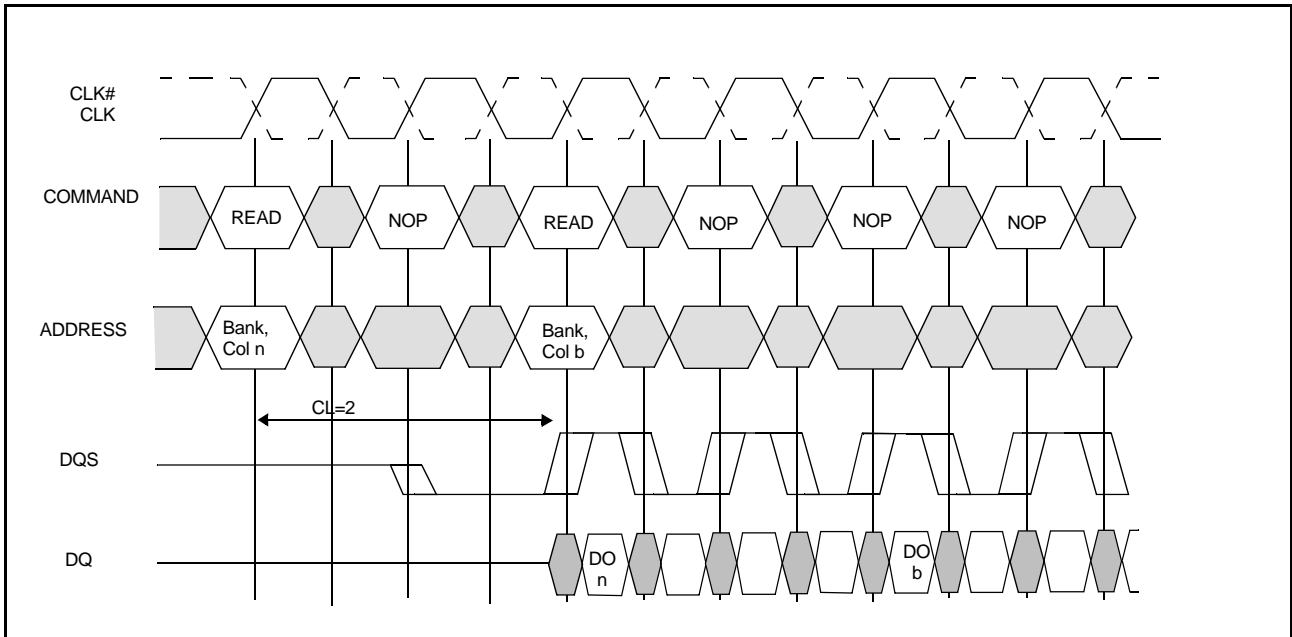 CLK#
CLK
COMMAND
READ
NOP
READ
NOP
NOP
NOP
ADDRESS
Bank,
Col n
Bank,
Col b
CL=2
DQS
DQ
DO
n
DO
b